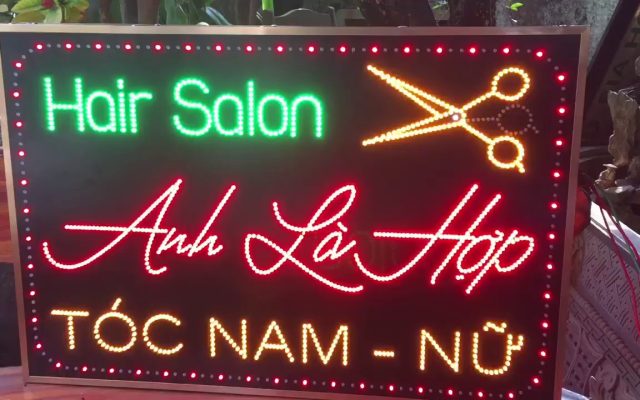 Hair Salon
Anh Là Hợp
TÓC NAM - NỮ